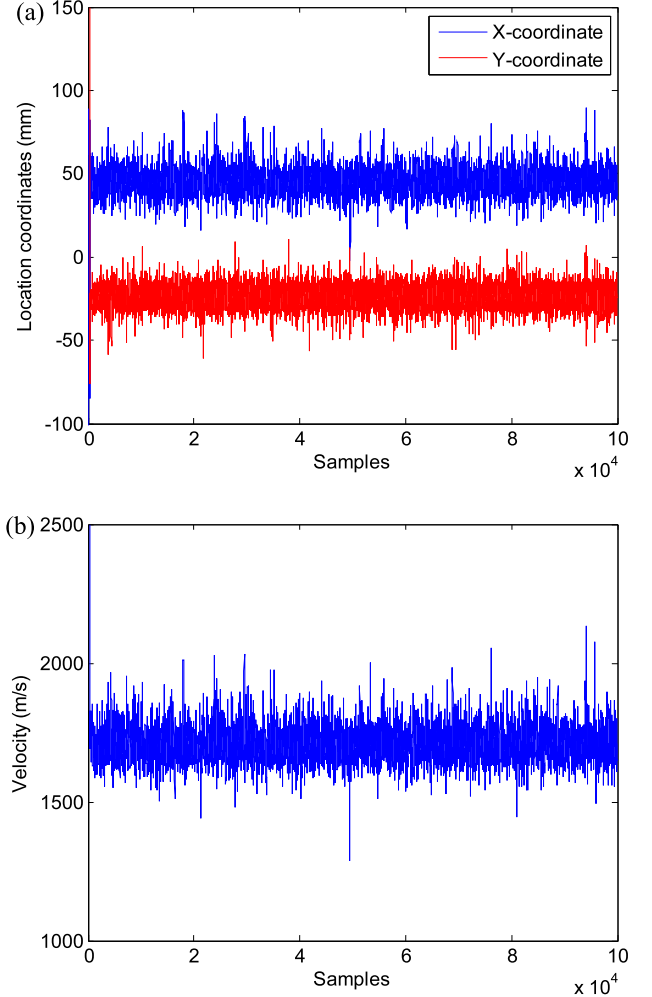 (a)
150
100
50
0
-50
-100
Location coordinates (mm)
X-coordinate
Y-coordinate
0 2 4 6 8 10
Samples
x 10^4
(b)
2500
2000
1500
1000
Velocity (m/s)
0 2 4 6 8 10
Samples
x 10^4